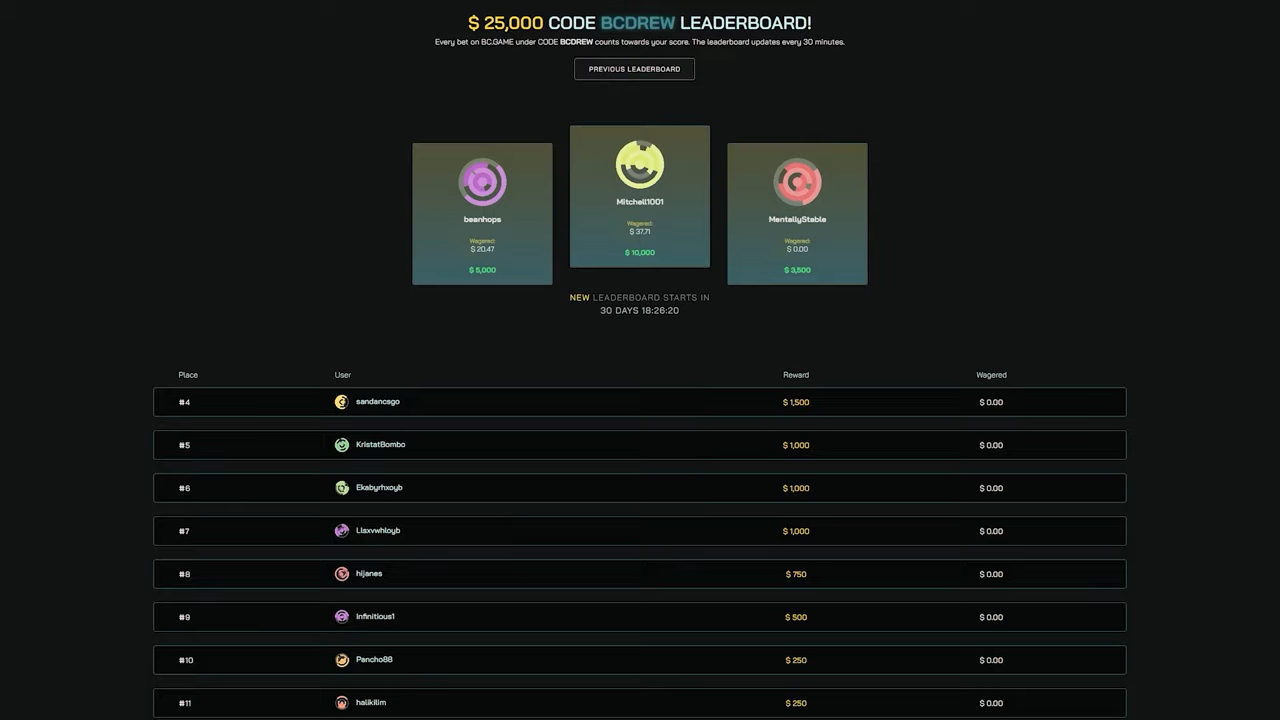 $ 25,000 CODE BCDREW LEADERBOARD!
Every bet on BC.GAME under CODE BCDREW counts towards your score. The leaderboard updates every 30 minutes.
PREVIOUS LEADERBOARD
beanhops
Wagered:
$ 20.47
$ 5,000
Mitchell1001
Wagered:
$ 37.71
$ 10,000
MentallyStable
Wagered:
$ 0.00
$ 3,500
NEW LEADERBOARD STARTS IN
30 DAYS 18:26:20
Place User Reward Wagered
#4 sandancsgo $ 1,500 $ 0.00
#5 KristatBombo $ 1,000 $ 0.00
#6 Ekabyrhxoyb $ 1,000 $ 0.00
#7 Llsxvwhloyb $ 1,000 $ 0.00
#8 hijanes $ 750 $ 0.00
#9 Infinitious1 $ 500 $ 0.00
#10 Pancho88 $ 250 $ 0.00
#11 halikilim $ 250 $ 0.00